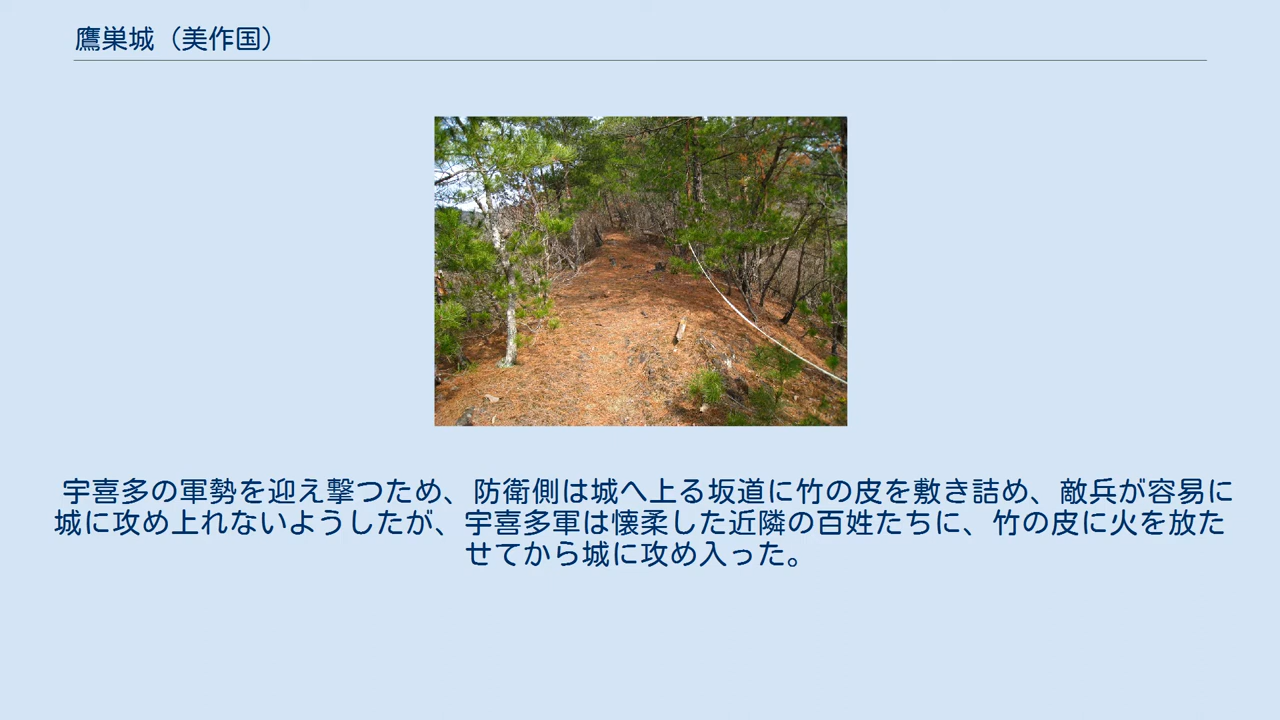 鷹巣城（美作国）
宇喜多の軍勢を迎え撃つため、防衛側は城へ上る坂道に竹の皮を敷き詰め、敵兵が容易に
城に攻め上れないようしたが、宇喜多軍は懐柔した近隣の百姓たちに、竹の皮に火を放た
せてから城に攻め入った。